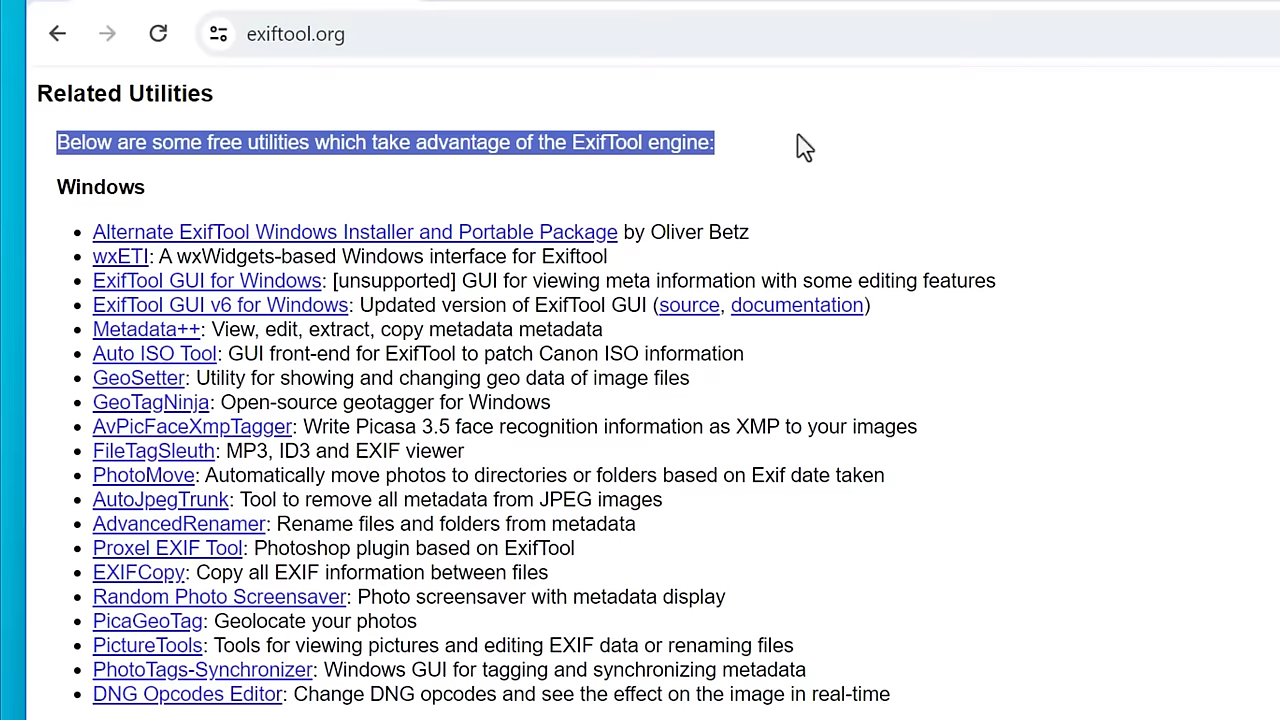 exiftool.org
Related Utilities
Below are some free utilities which take advantage of the ExifTool engine:
Windows
Alternate ExifTool Windows Installer and Portable Package by Oliver Betz
wxETI: A wxWidgets-based Windows interface for Exiftool
ExifTool GUI for Windows: [unsupported] GUI for viewing meta information with some editing features
ExifTool GUI v6 for Windows: Updated version of ExifTool GUI (source, documentation)
Metadata++: View, edit, extract, copy metadata metadata
Auto ISO Tool: GUI front-end for ExifTool to patch Canon ISO information
GeoSetter: Utility for showing and changing geo data of image files
GeoTagNinja: Open-source geotagger for Windows
AvPicFaceXmpTagger: Write Picasa 3.5 face recognition information as XMP to your images
FileTagSleuth: MP3, ID3 and EXIF viewer
PhotoMove: Automatically move photos to directories or folders based on Exif date taken
AutoJpegTrunk: Tool to remove all metadata from JPEG images
AdvancedRenamer: Rename files and folders from metadata
Proxel EXIF Tool: Photoshop plugin based on ExifTool
EXIFCopy: Copy all EXIF information between files
Random Photo Screensaver: Photo screensaver with metadata display
PicaGeoTag: Geolocate your photos
PictureTools: Tools for viewing pictures and editing EXIF data or renaming files
PhotoTags-Synchronizer: Windows GUI for tagging and synchronizing metadata
DNG Opcodes Editor: Change DNG opcodes and see the effect on the image in real-time